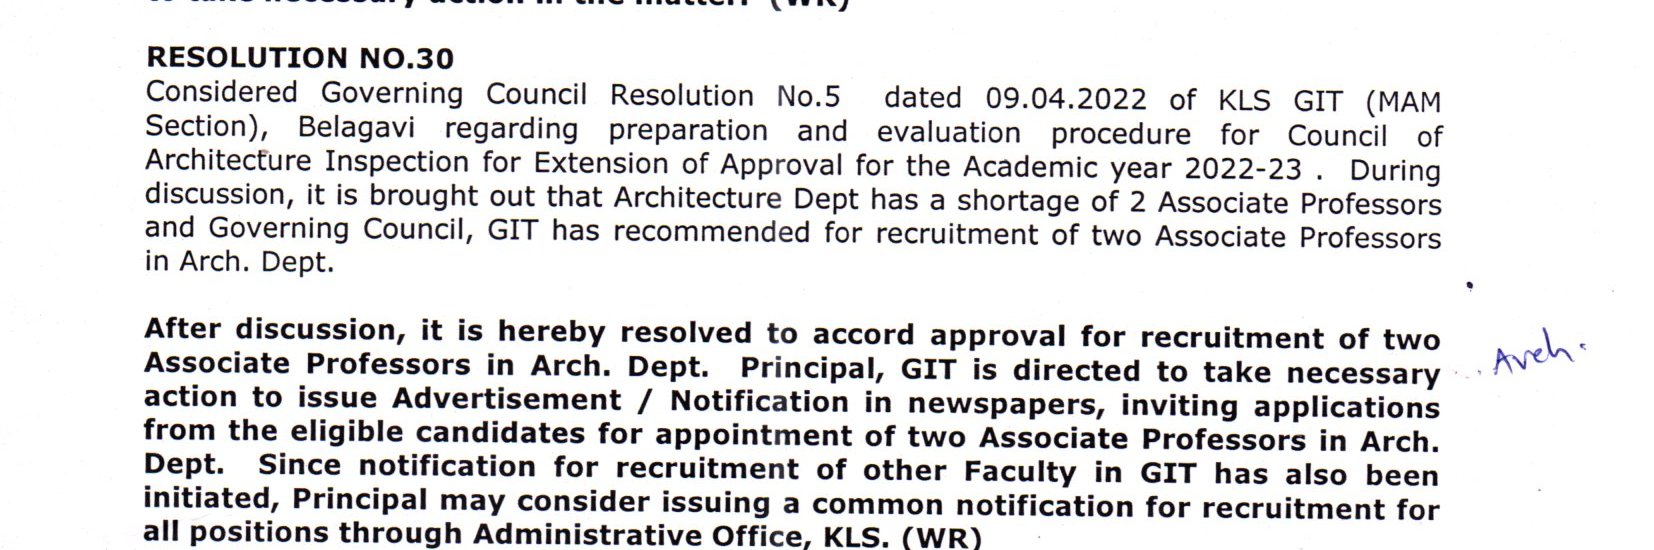 to take necessary action in the matter. (WR)
RESOLUTION NO.30
Considered Governing Council Resolution No.5 dated 09.04.2022 of KLS GIT (MAM
Section), Belagavi regarding preparation and evaluation procedure for Council of
Architecture Inspection for Extension of Approval for the Academic year 2022-23 . During
discussion, it is brought out that Architecture Dept has a shortage of 2 Associate Professors
and Governing Council, GIT has recommended for recruitment of two Associate Professors
in Arch. Dept.
After discussion, it is hereby resolved to accord approval for recruitment of two
Associate Professors in Arch. Dept. Principal, GIT is directed to take necessary
Arch.
action to issue Advertisement / Notification in newspapers, inviting applications
from the eligible candidates for appointment of two Associate Professors in Arch.
Dept. Since notification for recruitment of other Faculty in GIT has also been
initiated, Principal may consider issuing a common notification for recruitment for
all positions through Administrative Office, KLS. (WR)